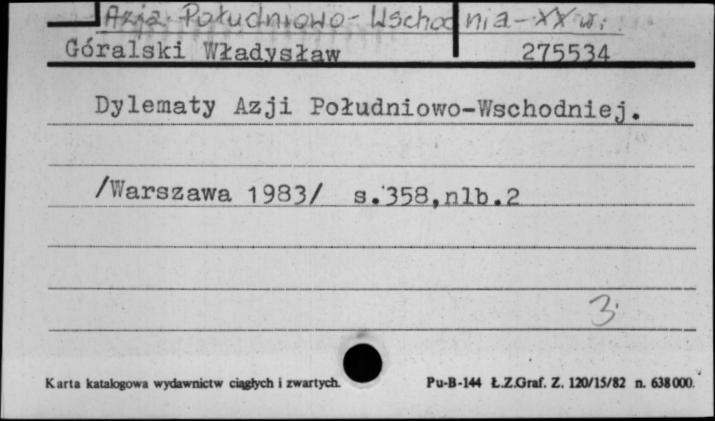 Azja Południowo-Wschodnia-XX w.
Góralski Władysław 275534
Dylematy Azji Południowo-Wschodniej.
/Warszawa 1983/ s.358,nlb.2
3
Karta katalogowa wydawnictw ciągłych i zwartych. Pu-B-144 Ł.Z.Graf. Z. 120/15/82 n. 638000.